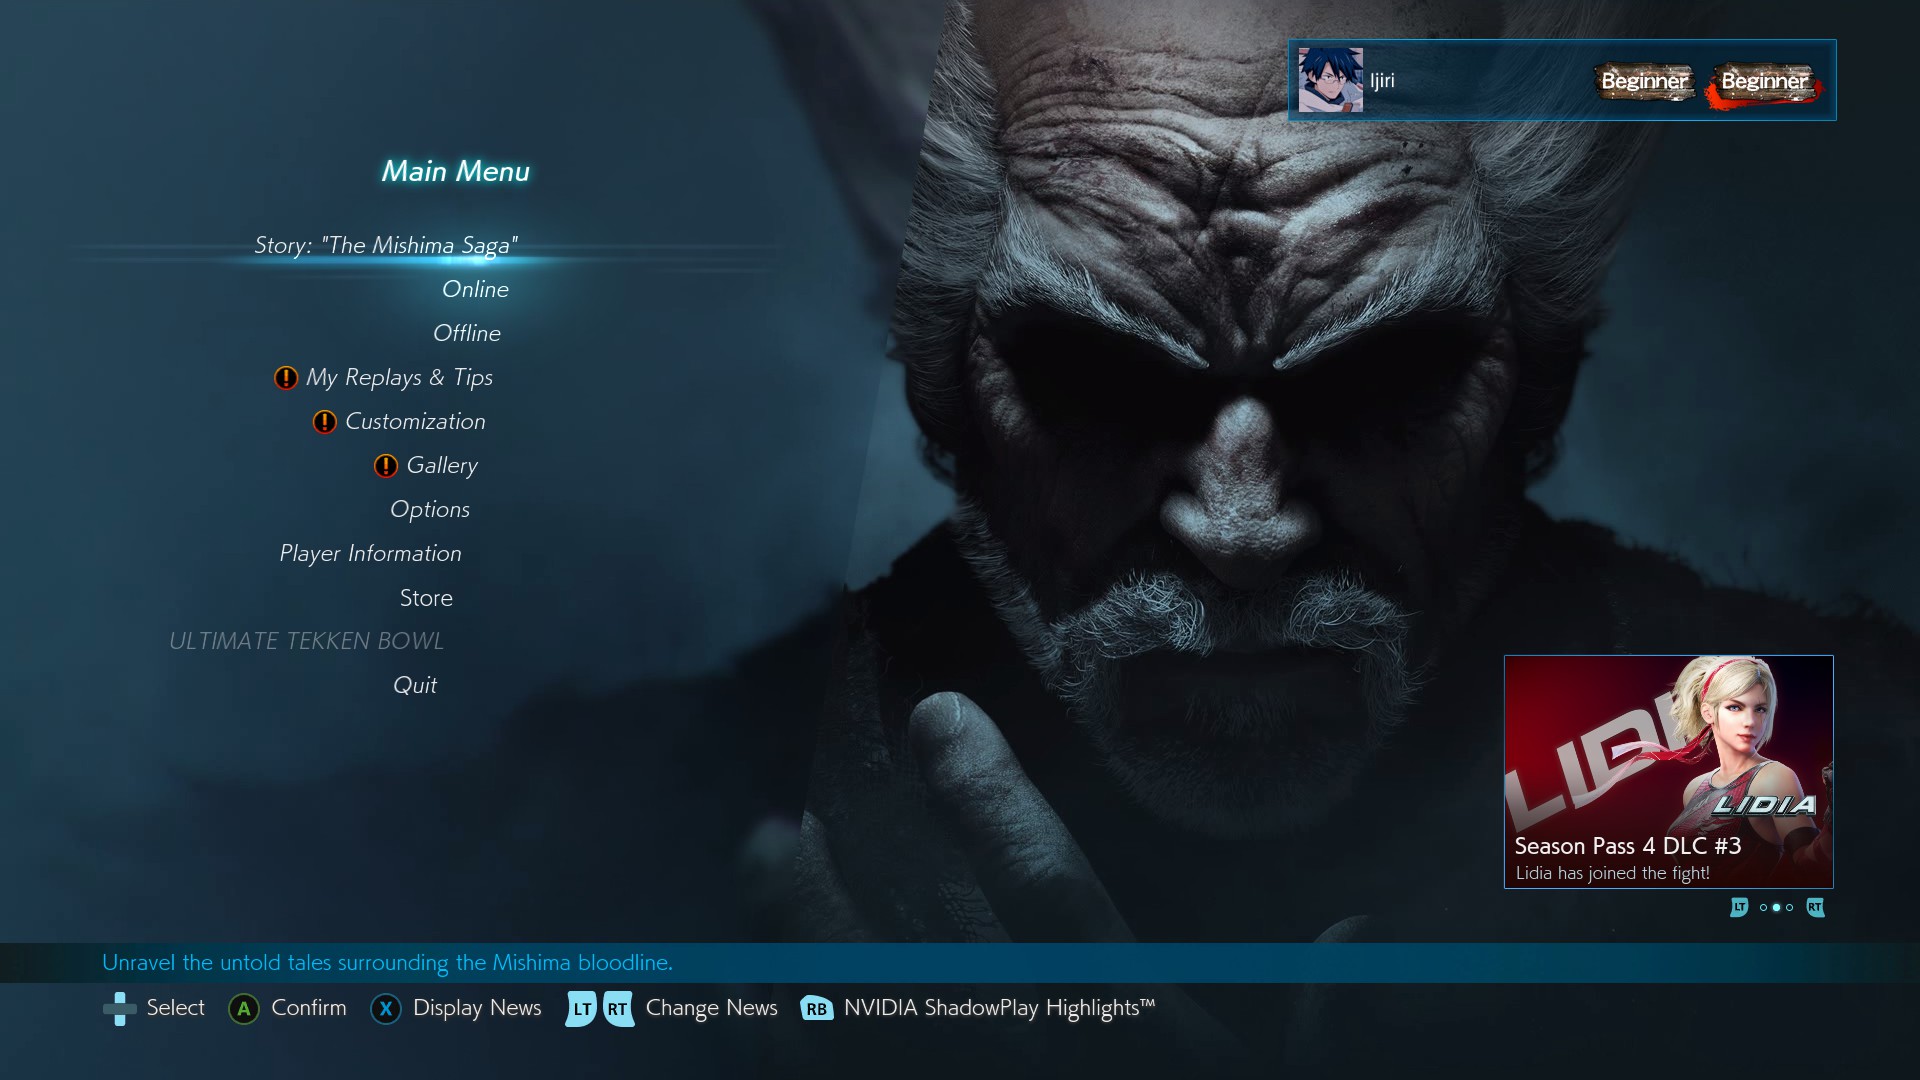 Ijiri
Beginner
Beginner
Main Menu
Story: "The Mishima Saga"
Online
Offline
! My Replays & Tips
! Customization
! Gallery
Options
Player Information
Store
ULTIMATE TEKKEN BOWL
Quit
LIDI
LIDIA
Season Pass 4 DLC #3
Lidia has joined the fight!
LT RT
Unravel the untold tales surrounding the Mishima bloodline.
Select A Confirm X Display News LT RT Change News RB NVIDIA ShadowPlay Highlights™